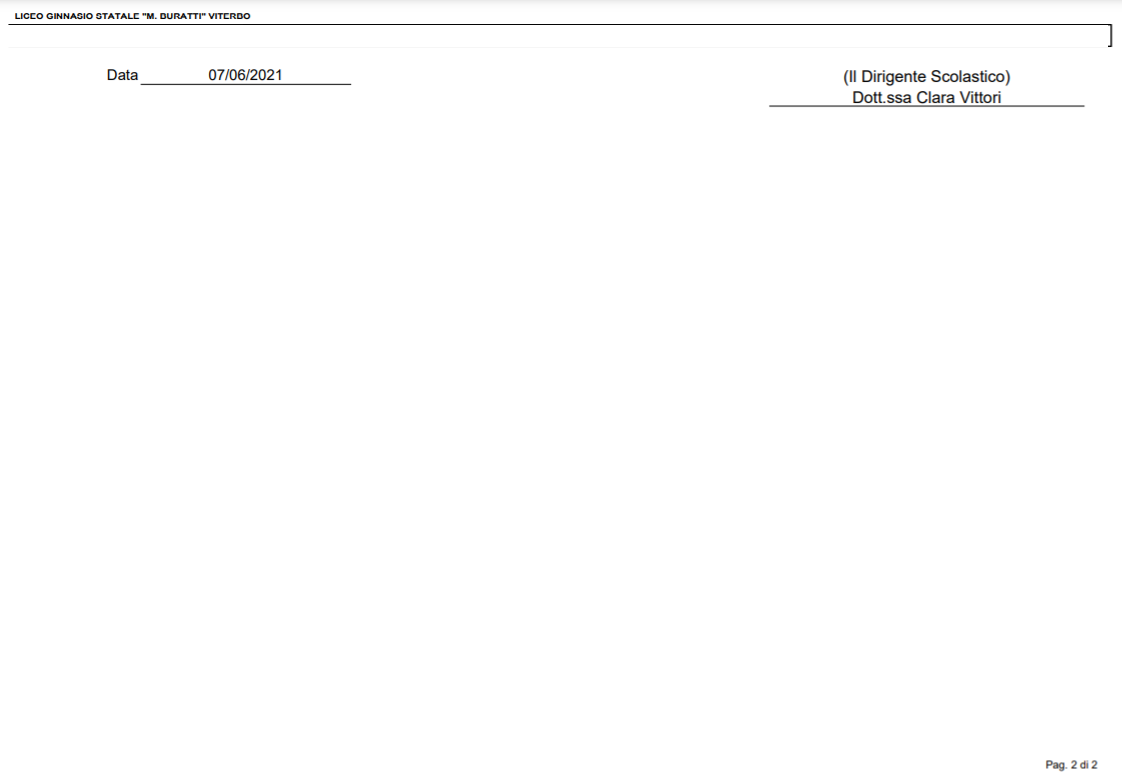 LICEO GINNASIO STATALE "M. BURATTI" VITERBO
Data 07/06/2021
(Il Dirigente Scolastico)
Dott.ssa Clara Vittori
Pag. 2 di 2